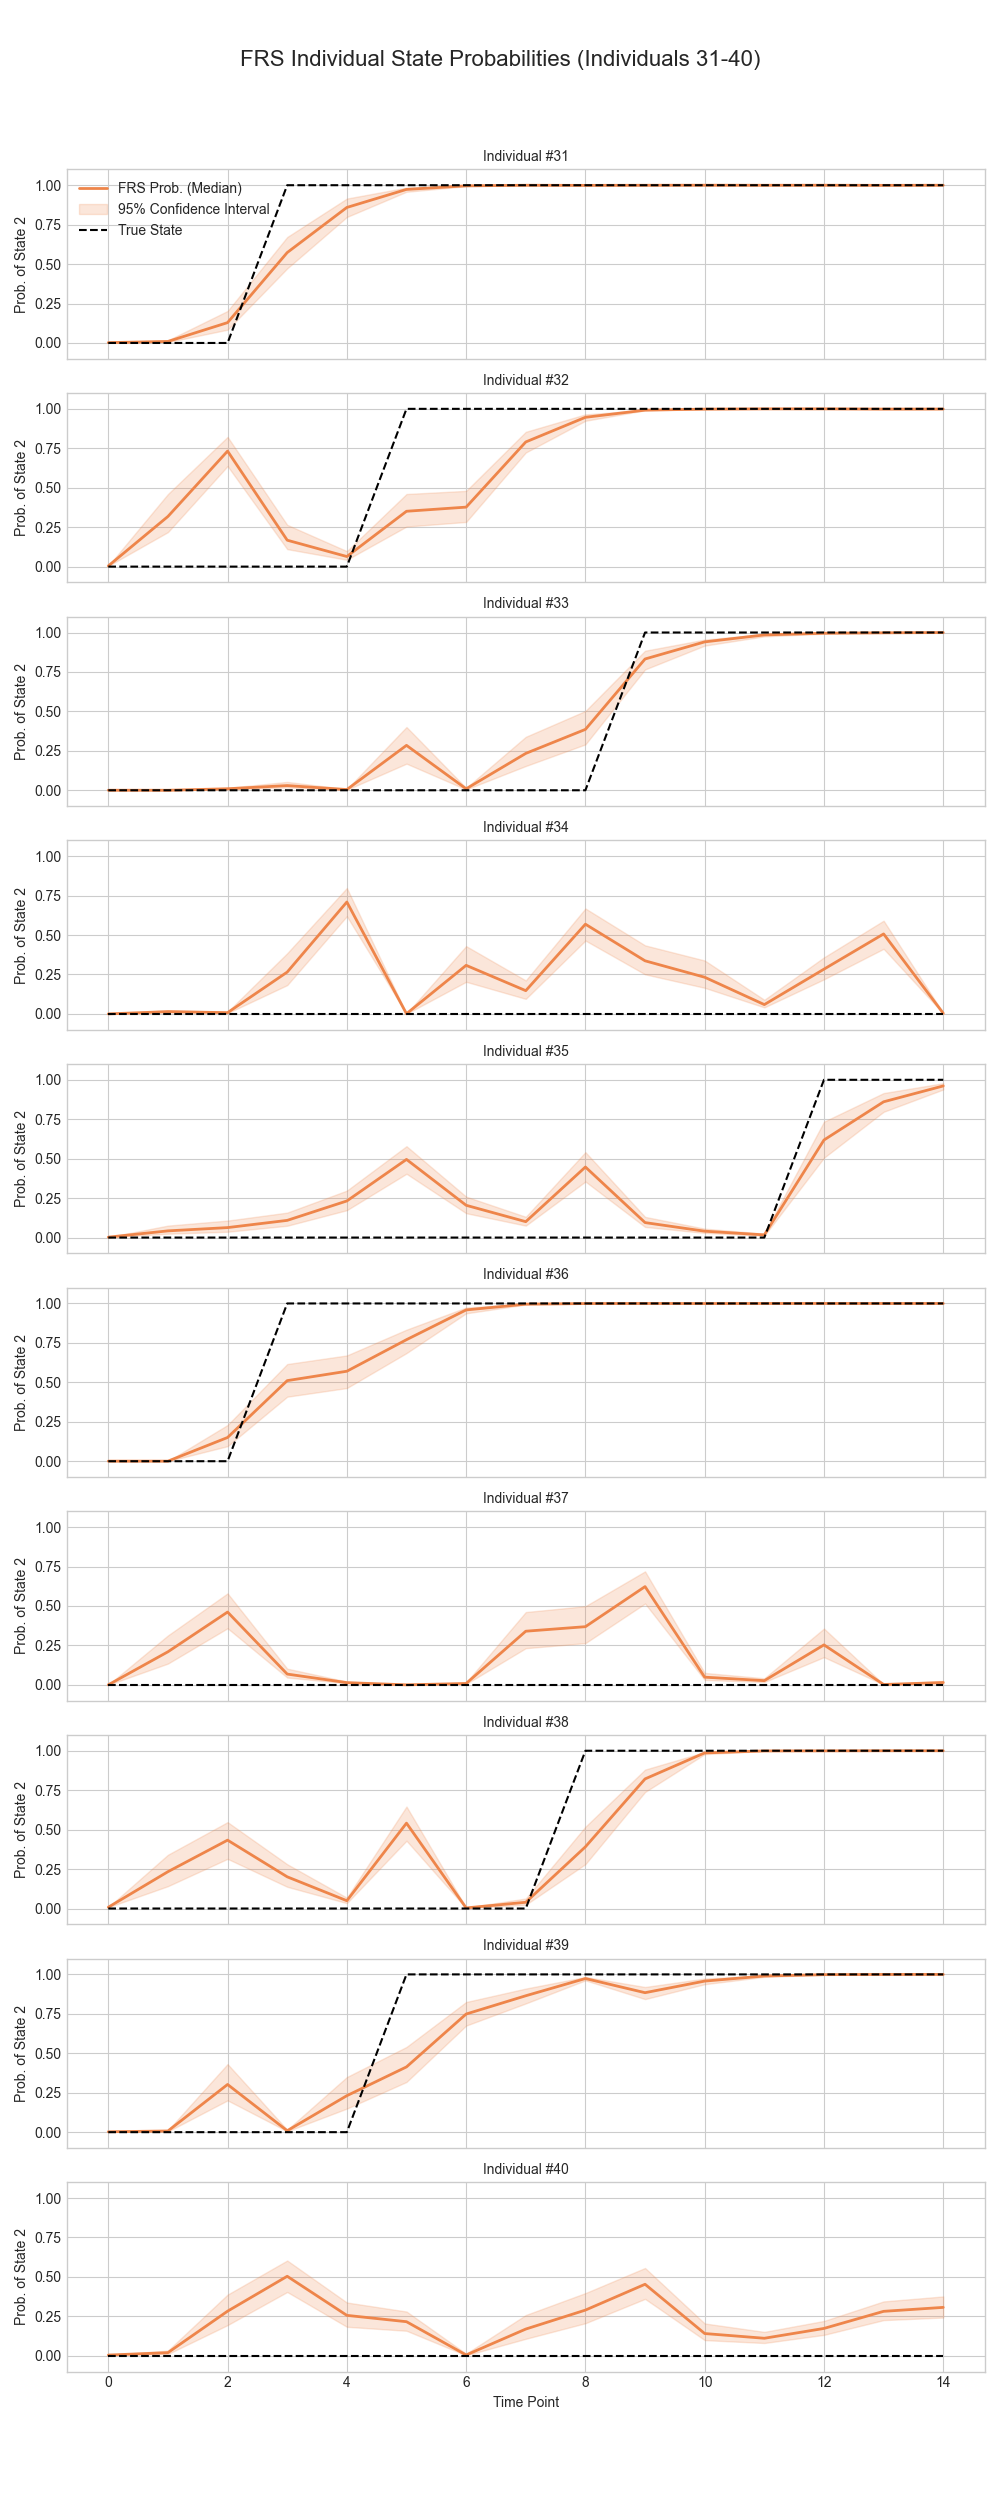 FRS Individual State Probabilities (Individuals 31-40)
Individual #31
FRS Prob. (Median)
95% Confidence Interval
True State
Prob. of State 2
1.00
0.75
0.50
0.25
0.00
Individual #32
Prob. of State 2
1.00
0.75
0.50
0.25
0.00
Individual #33
Prob. of State 2
1.00
0.75
0.50
0.25
0.00
Individual #34
Prob. of State 2
1.00
0.75
0.50
0.25
0.00
Individual #35
Prob. of State 2
1.00
0.75
0.50
0.25
0.00
Individual #36
Prob. of State 2
1.00
0.75
0.50
0.25
0.00
Individual #37
Prob. of State 2
1.00
0.75
0.50
0.25
0.00
Individual #38
Prob. of State 2
1.00
0.75
0.50
0.25
0.00
Individual #39
Prob. of State 2
1.00
0.75
0.50
0.25
0.00
Individual #40
Prob. of State 2
1.00
0.75
0.50
0.25
0.00
0 2 4 6 8 10 12 14
Time Point